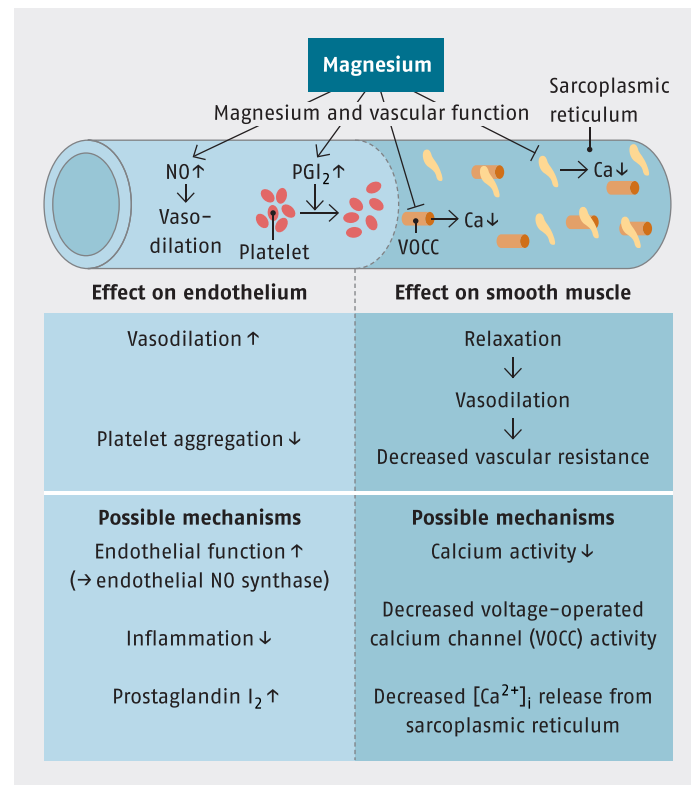 Magnesium
Magnesium and vascular function
Sarcoplasmic
reticulum
NO↑
Vaso-
dilation
PGI₂↑
Platelet
VOCC
Ca↓
Ca↓
Effect on endothelium
Vasodilation ↑
Platelet aggregation ↓
Effect on smooth muscle
Relaxation
↓
Vasodilation
↓
Decreased vascular resistance
Possible mechanisms
Endothelial function ↑
(→ endothelial NO synthase)
Inflammation ↓
Prostaglandin I₂ ↑
Possible mechanisms
Calcium activity ↓
Decreased voltage-operated
calcium channel (VOCC) activity
Decreased [Ca²⁺]ᵢ release from
sarcoplasmic reticulum